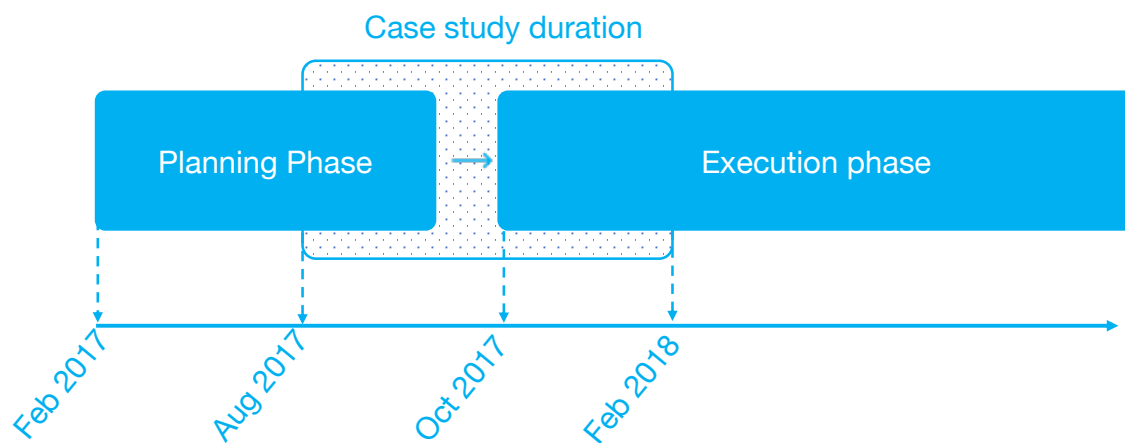 Case study duration
Planning Phase
Execution phase
Feb 2017
Aug 2017
Oct 2017
Feb 2018